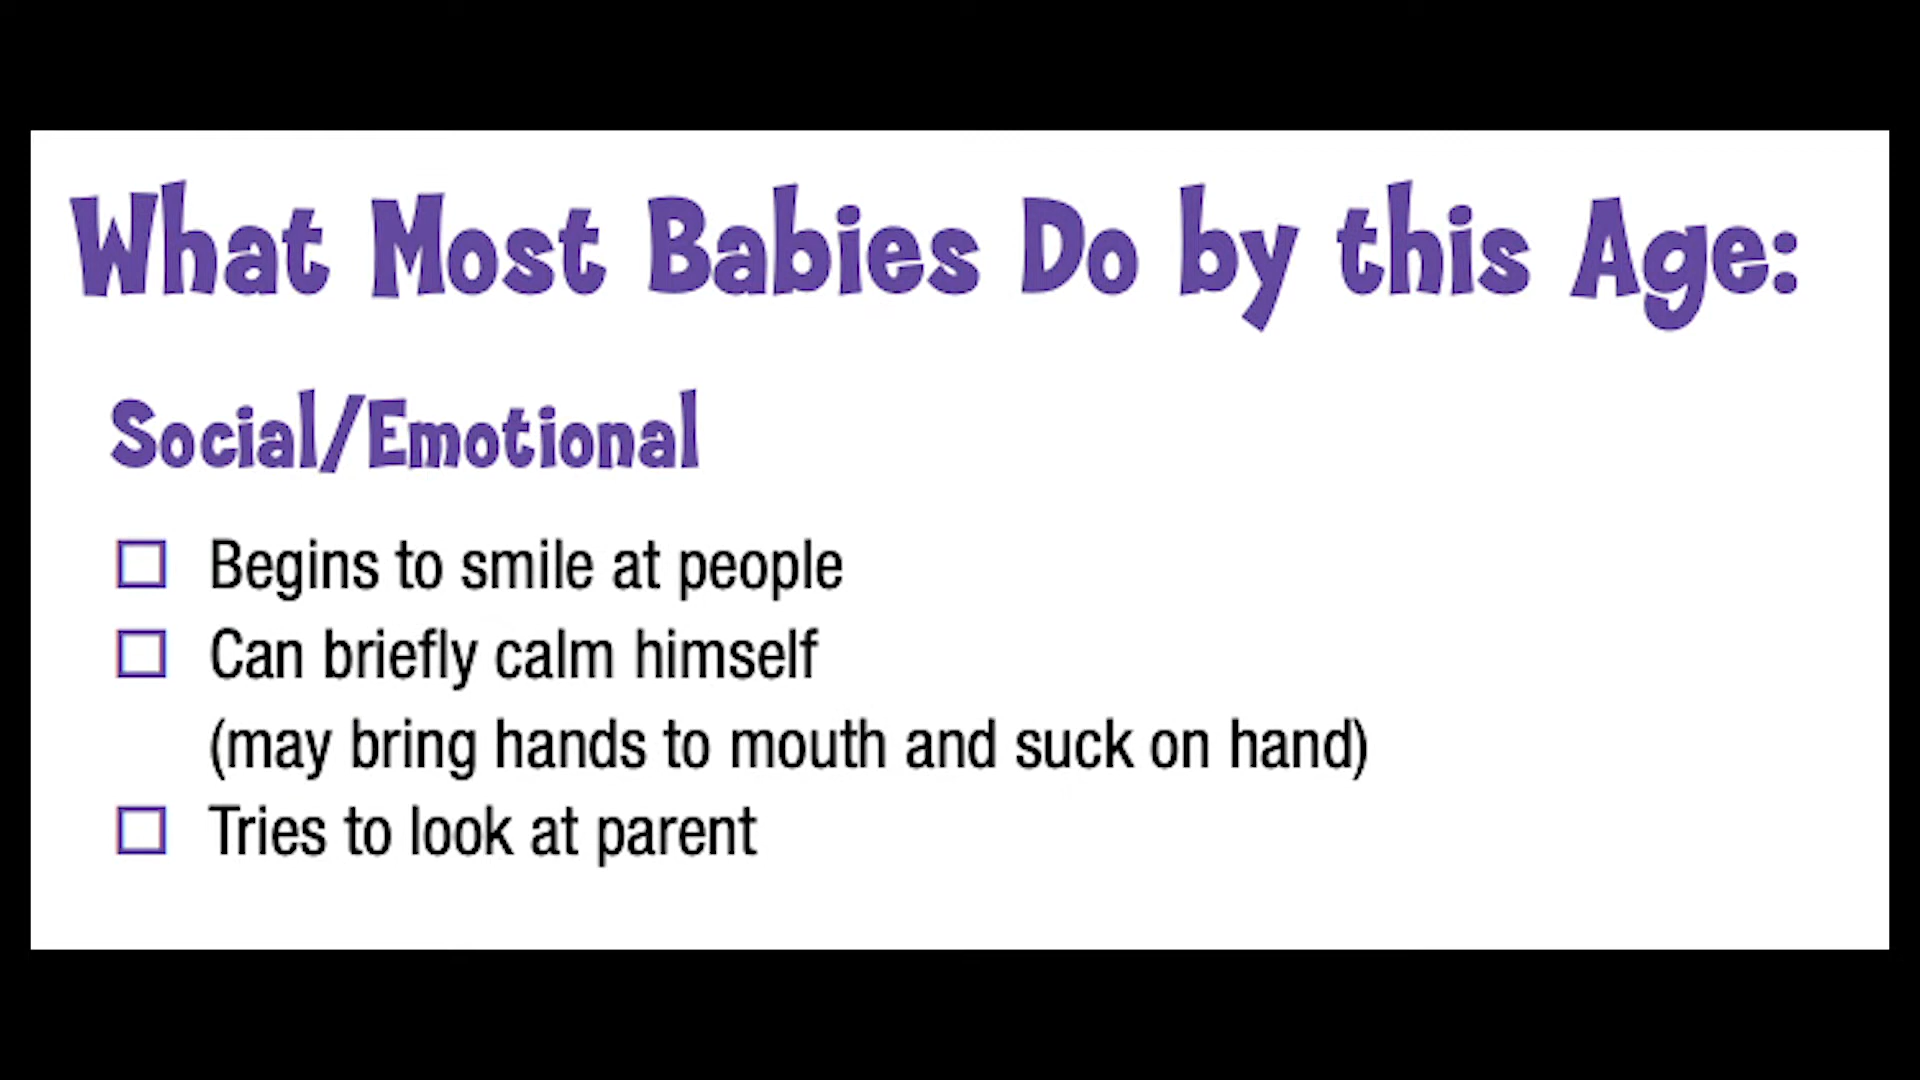 What Most Babies Do by this Age:
Social/Emotional
Begins to smile at people
Can briefly calm himself
(may bring hands to mouth and suck on hand)
Tries to look at parent